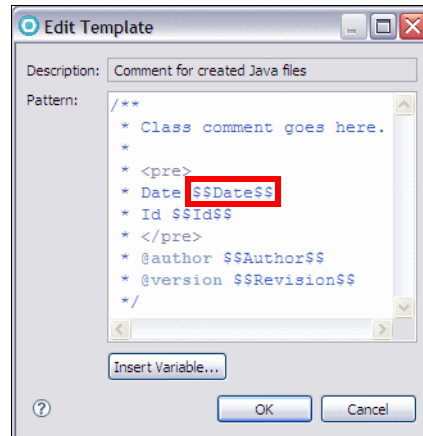 Edit Template
Description: Comment for created Java files
Pattern:
/**
* Class comment goes here.
*
* <pre>
* Date $$Date$$
* Id $$Id$$
* </pre>
* @author $$Author$$
* @version $$Revision$$
*/
Insert Variable...
?
OK Cancel